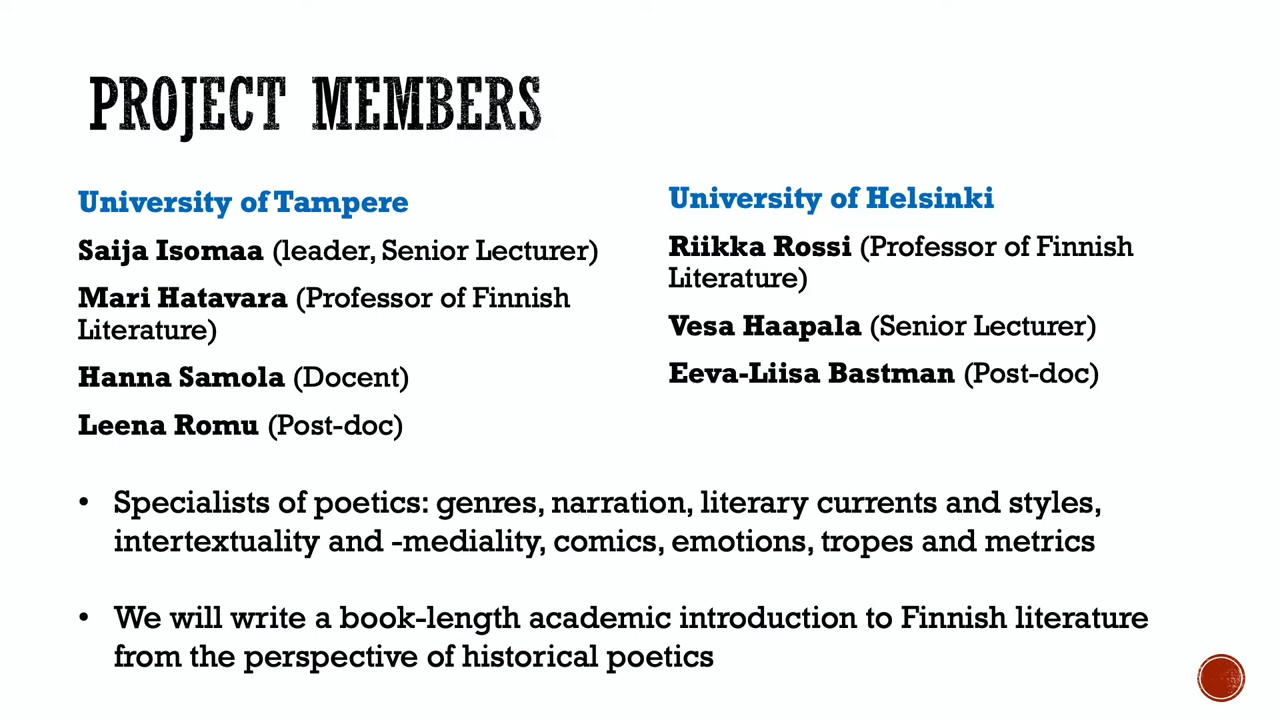 PROJECT MEMBERS
University of Tampere
Saija Isomaa (leader, Senior Lecturer)
Mari Hatavara (Professor of Finnish
Literature)
Hanna Samola (Docent)
Leena Romu (Post-doc)
University of Helsinki
Riikka Rossi (Professor of Finnish
Literature)
Vesa Haapala (Senior Lecturer)
Eeva-Liisa Bastman (Post-doc)
• Specialists of poetics: genres, narration, literary currents and styles,
intertextuality and -mediality, comics, emotions, tropes and metrics
• We will write a book-length academic introduction to Finnish literature
from the perspective of historical poetics